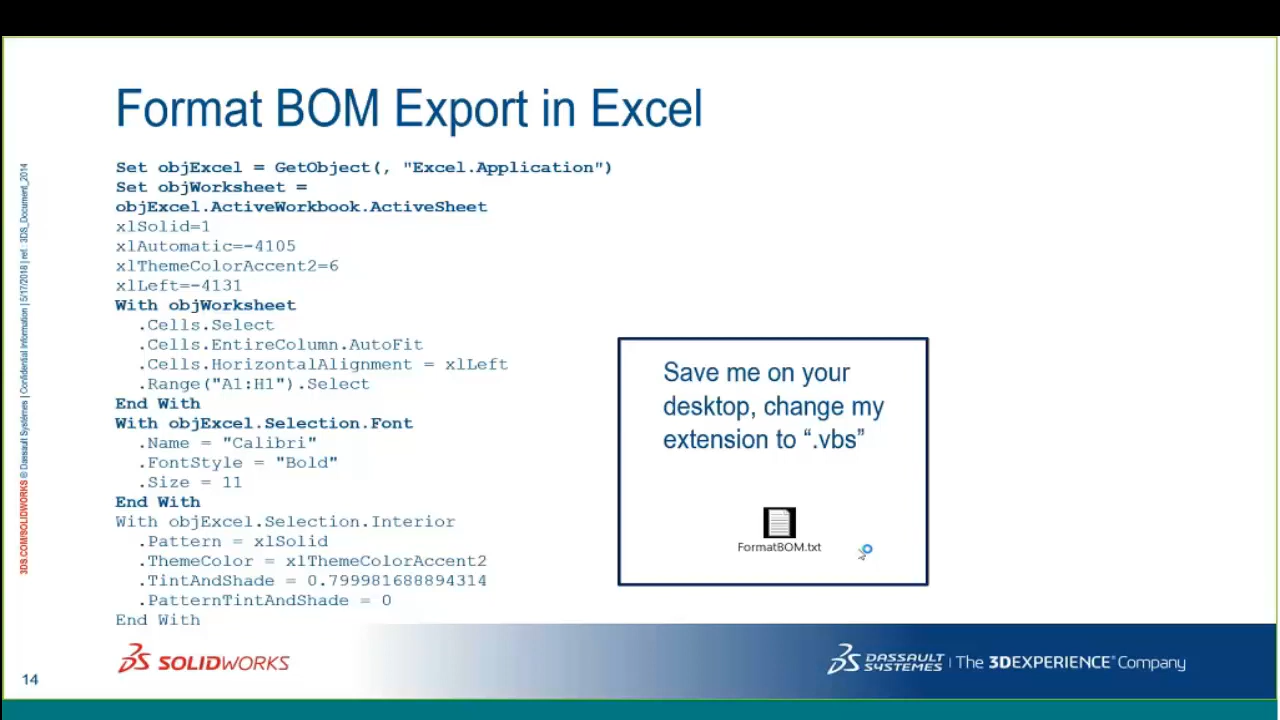 Format BOM Export in Excel
Set objExcel = GetObject(, "Excel.Application")
Set objWorksheet =
objExcel.ActiveWorkbook.ActiveSheet
xlSolid=1
xlAutomatic=-4105
xlThemeColorAccent2=6
xlLeft=-4131
With objWorksheet
.Cells.Select
.Cells.EntireColumn.AutoFit
.Cells.HorizontalAlignment = xlLeft
.Range("A1:H1").Select
End With
With objExcel.Selection.Font
.Name = "Calibri"
.FontStyle = "Bold"
.Size = 11
End With
With objExcel.Selection.Interior
.Pattern = xlSolid
.ThemeColor = xlThemeColorAccent2
.TintAndShade = 0.799981688894314
.PatternTintAndShade = 0
End With
Save me on your
desktop, change my
extension to “.vbs”
FormatBOM.txt
3DS.COM/SOLIDWORKS © Dassault Systèmes | Confidential Information | 5/17/2018 | ref.: 3DS_Document_2014
14
SOLIDWORKS
DASSAULT SYSTEMES | The 3DEXPERIENCE® Company